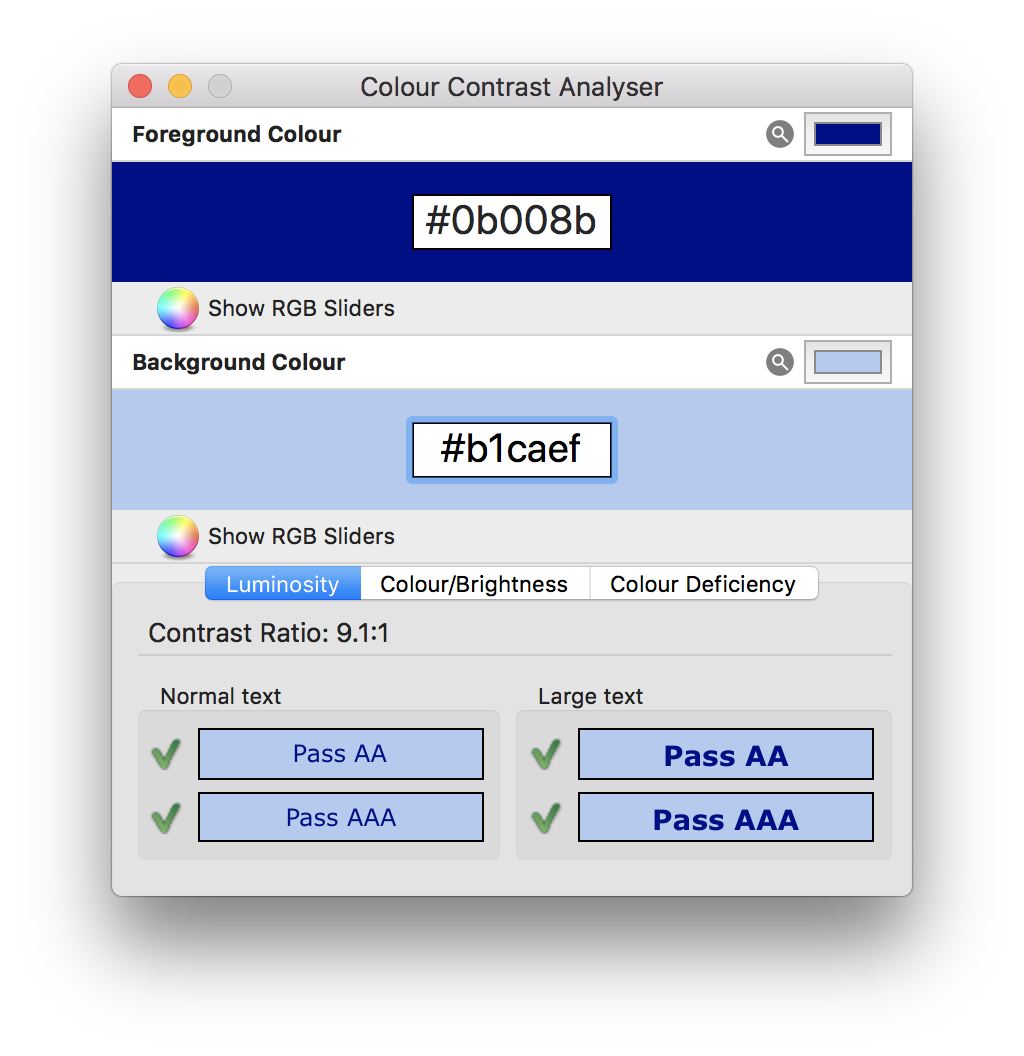 Colour Contrast Analyser
Foreground Colour
#0b008b
Show RGB Sliders
Background Colour
#b1caef
Show RGB Sliders
Luminosity Colour/Brightness Colour Deficiency
Contrast Ratio: 9.1:1
Normal text Large text
Pass AA Pass AA
Pass AAA Pass AAA